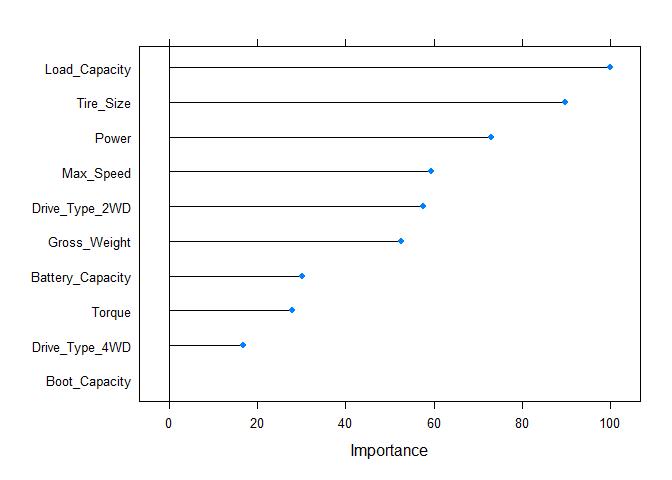 Load_Capacity
Tire_Size
Power
Max_Speed
Drive_Type_2WD
Gross_Weight
Battery_Capacity
Torque
Drive_Type_4WD
Boot_Capacity
0 20 40 60 80 100
Importance